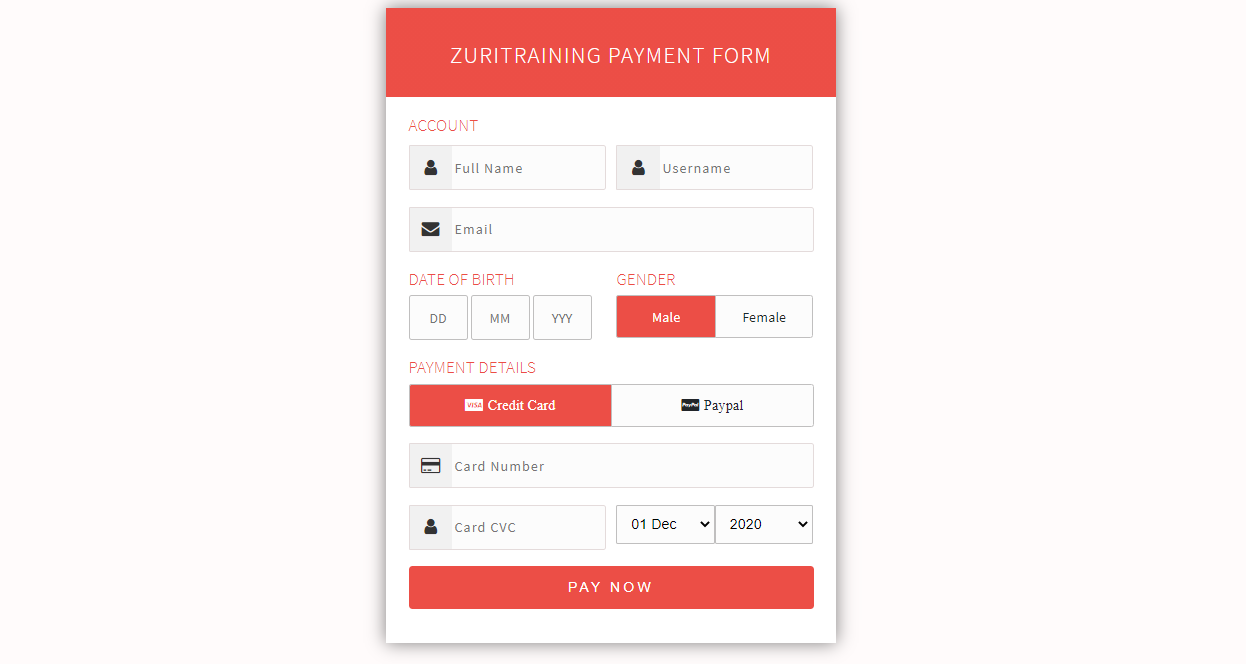 ZURITRAINING PAYMENT FORM
ACCOUNT
Full Name Username
Email
DATE OF BIRTH GENDER
DD MM YYY Male Female
PAYMENT DETAILS
VISA Credit Card PayPal Paypal
Card Number
Card CVC 01 Dec 2020
PAY NOW